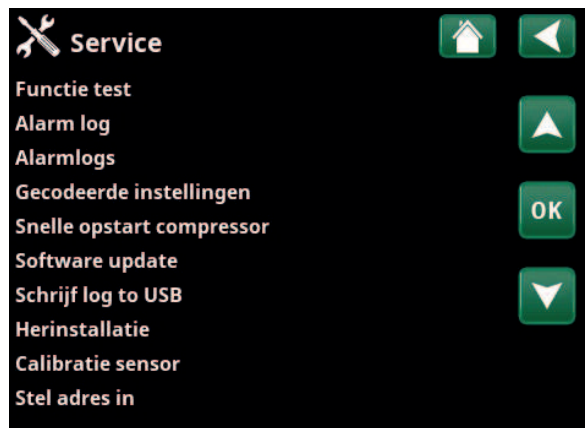 Service
Functie test
Alarm log
Alarmlogs
Gecodeerde instellingen
Snelle opstart compressor
Software update
Schrijf log to USB
Herinstallatie
Calibratie sensor
Stel adres in
OK